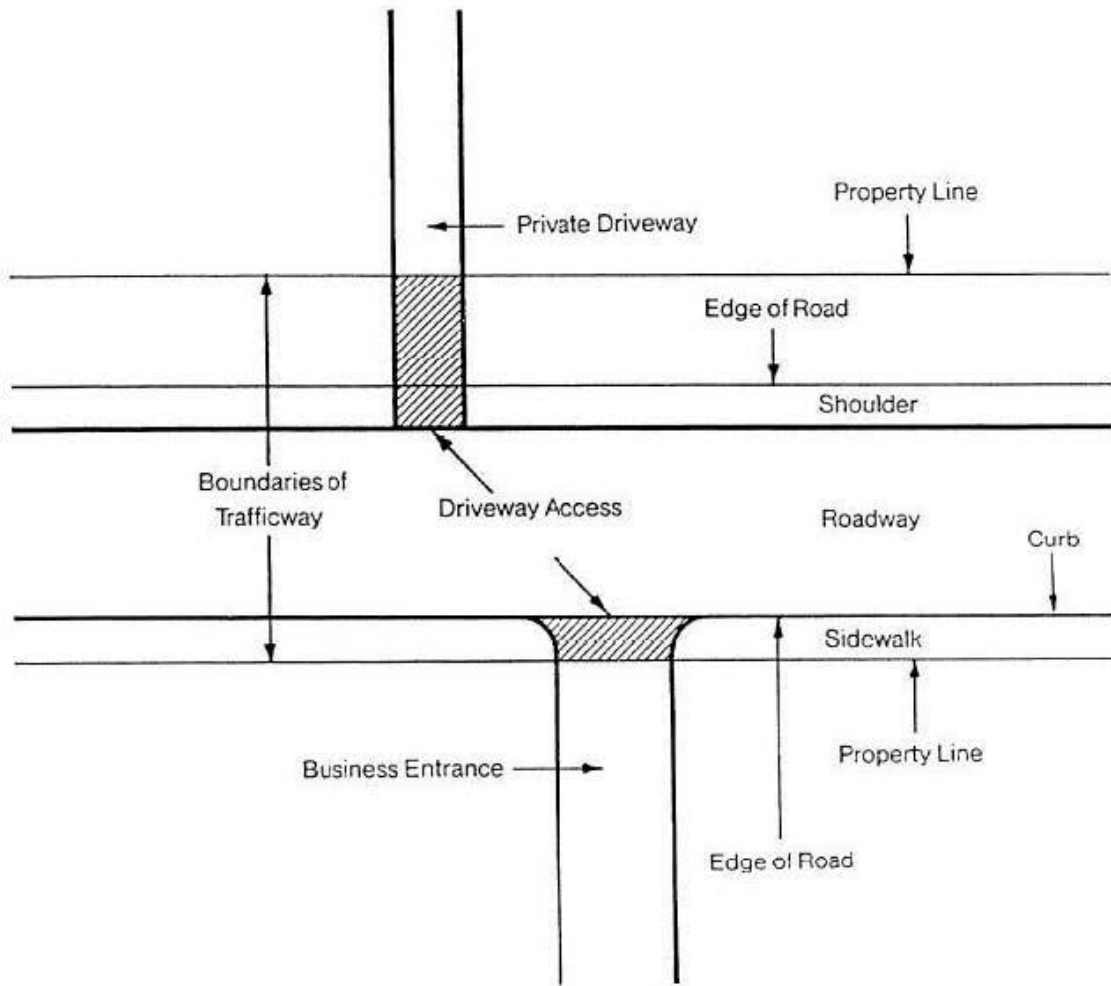 Property Line
Private Driveway
Edge of Road
Shoulder
Boundaries of
Trafficway
Driveway Access
Roadway
Curb
Sidewalk
Business Entrance
Property Line
Edge of Road